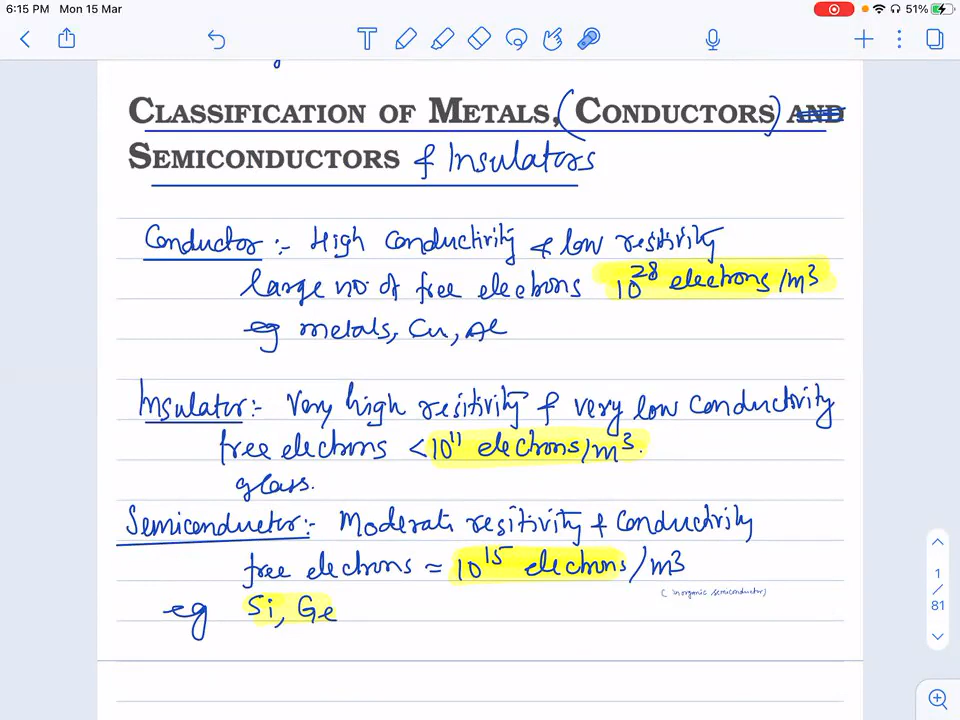 6:15 PM Mon 15 Mar
51%
CLASSIFICATION OF METALS, (CONDUCTORS) AND
SEMICONDUCTORS & Insulators
Conductor :- High Conductivity & low resitivity
large no of free electrons 10^28 electrons/m³
eg metals, Cu, Al
Insulator:- Very high resitivity & very low conductivity
free electrons < 10^11 electrons/m³.
glass.
Semiconductor:- Moderate resitivity & Conductivity
free electrons ≈ 10^15 electrons/m³
( inorganic semiconductor)
eg Si, Ge
1
/
81